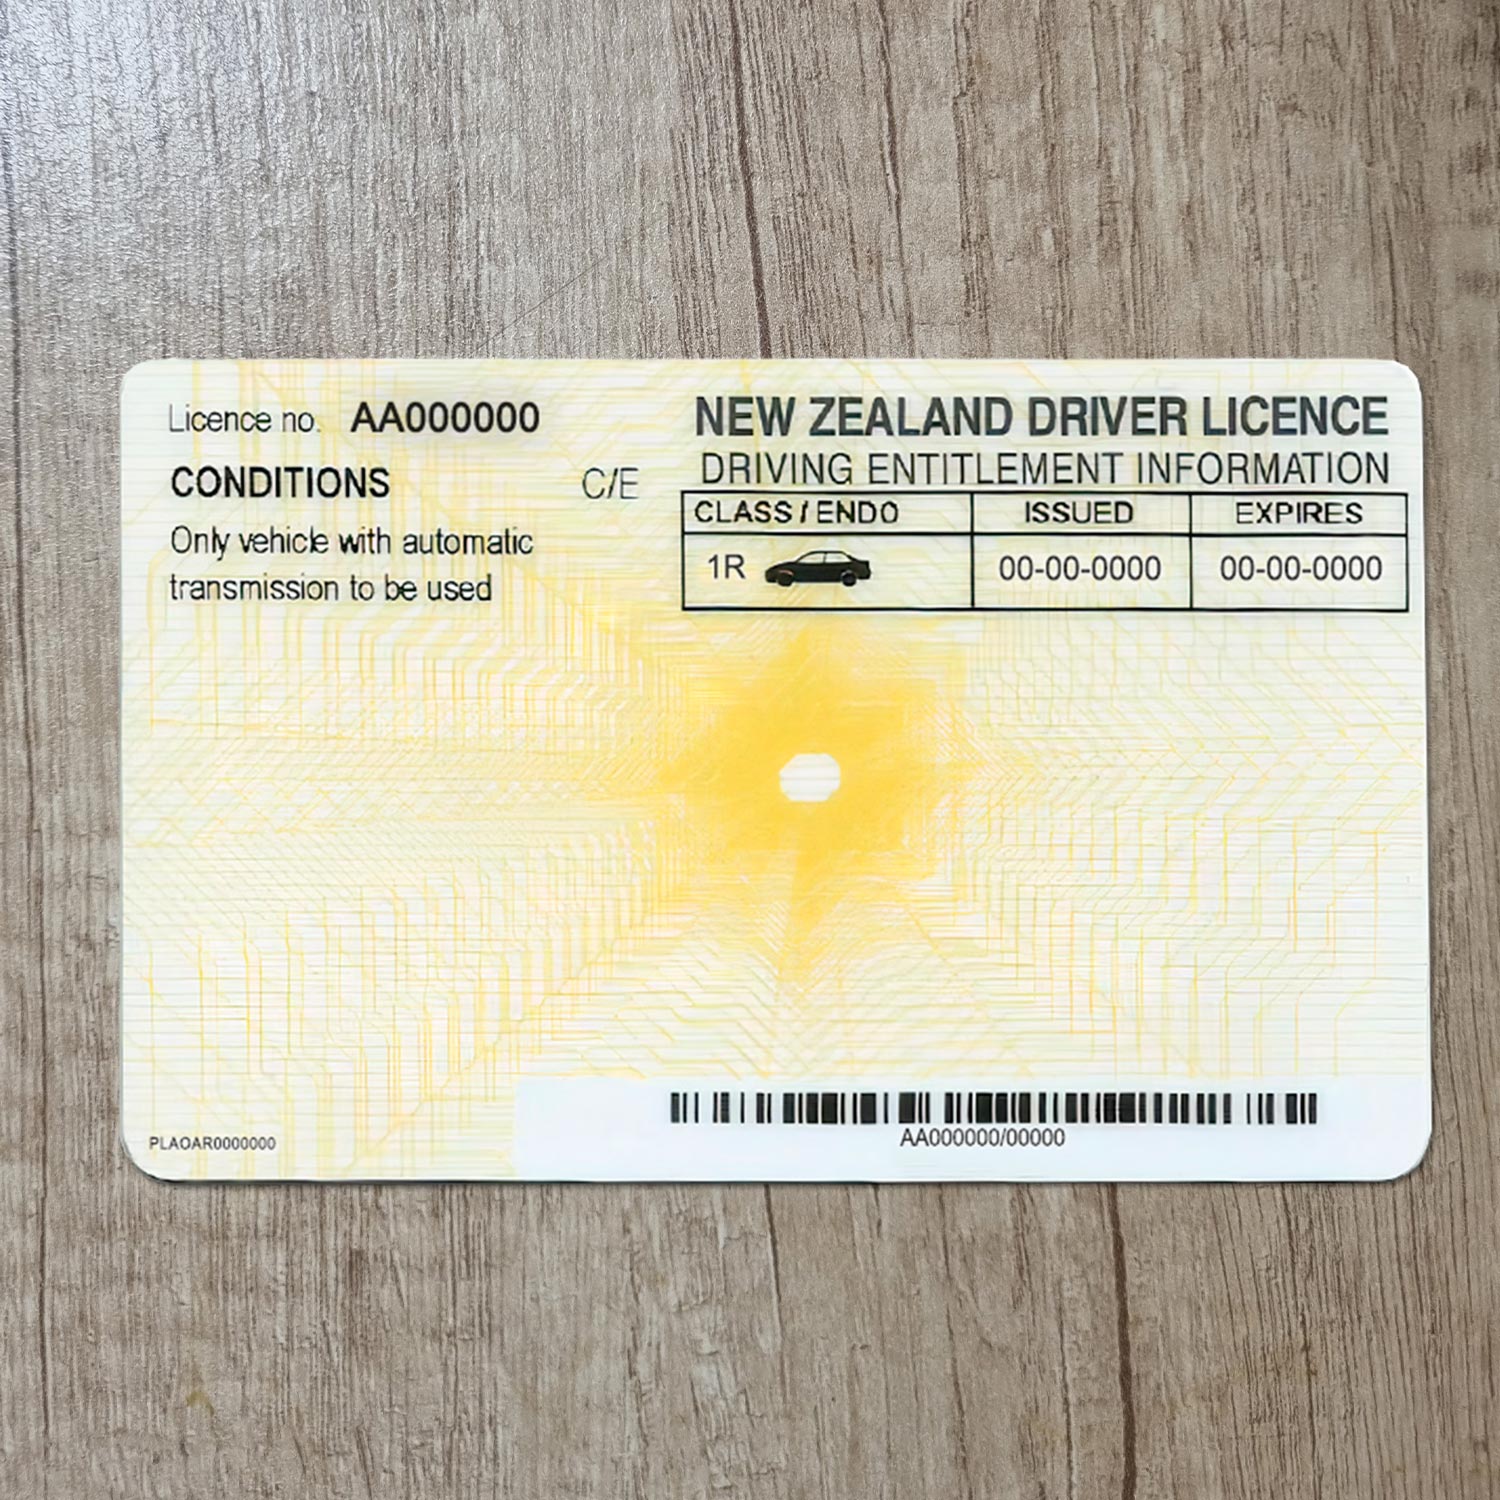 Licence no. AA000000
CONDITIONS C/E
Only vehicle with automatic
transmission to be used
NEW ZEALAND DRIVER LICENCE
DRIVING ENTITLEMENT INFORMATION
CLASS / ENDO ISSUED EXPIRES
1R 00-00-0000 00-00-0000
PLAOAR0000000
AA000000/00000